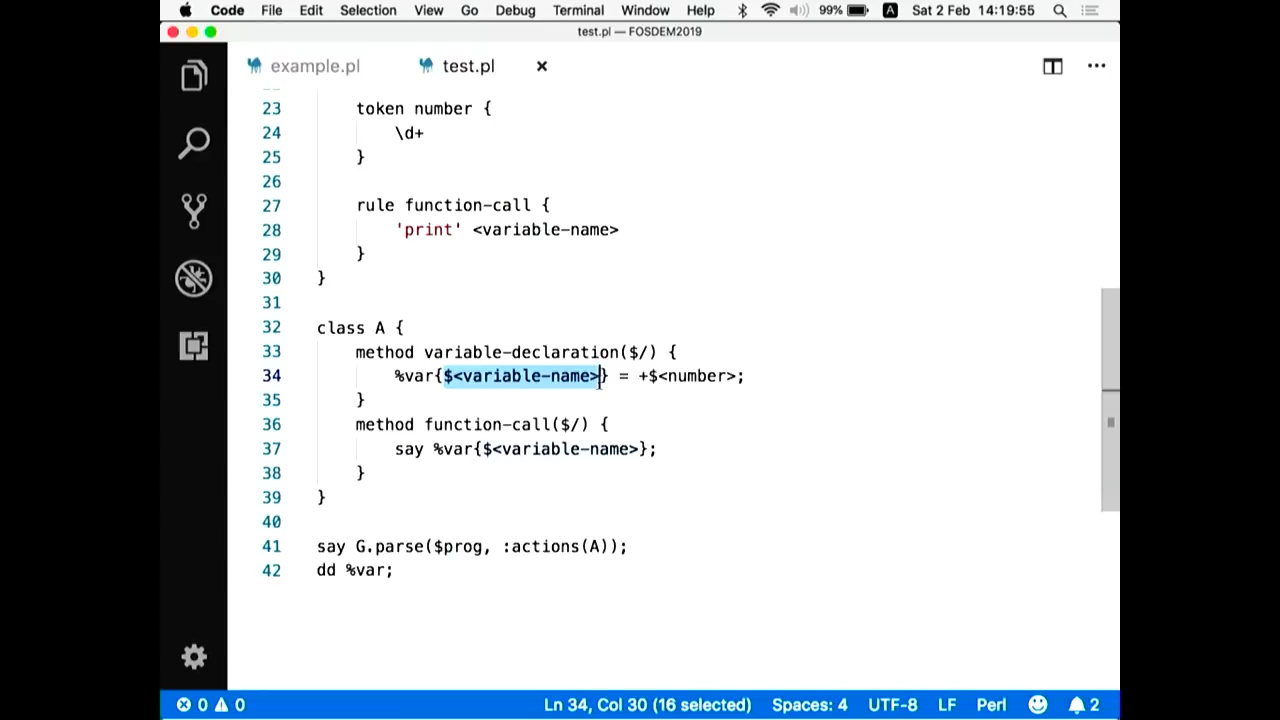 Code File Edit Selection View Go Debug Terminal Window Help 99% A Sat 2 Feb 14:19:55
test.pl — FOSDEM2019
example.pl test.pl
23 token number {
24 \d+
25 }
26
27 rule function-call {
28 'print' <variable-name>
29 }
30 }
31
32 class A {
33 method variable-declaration($/) {
34 %var{$<variable-name>} = +$<number>;
35 }
36 method function-call($/) {
37 say %var{$<variable-name>};
38 }
39 }
40
41 say G.parse($prog, :actions(A));
42 dd %var;
0 0 Ln 34, Col 30 (16 selected) Spaces: 4 UTF-8 LF Perl 2